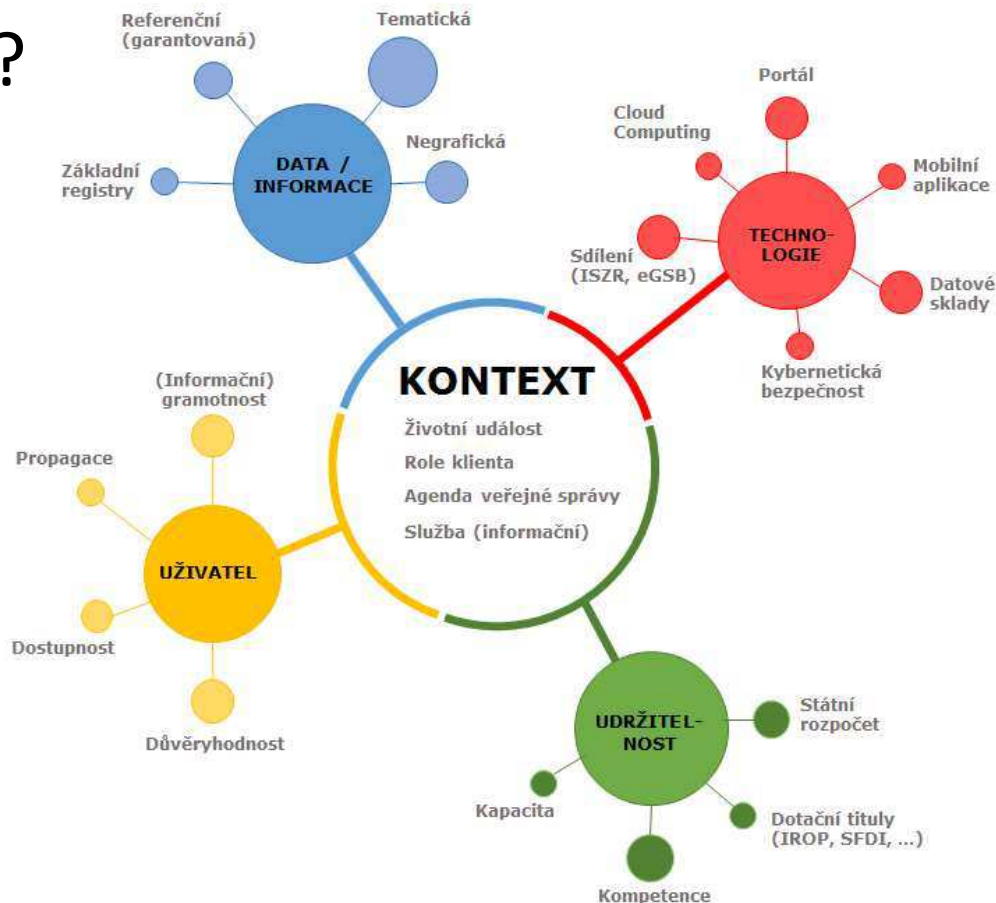 ?
Referenční
(garantovaná)
Tematická
Základní
registry
DATA /
INFORMACE
Negrafická
Portál
Cloud
Computing
Mobilní
aplikace
Sdílení
(ISZR, eGSB)
TECHNO-
LOGIE
Datové
sklady
Kybernetická
bezpečnost
KONTEXT
Životní událost
Role klienta
Agenda veřejné správy
Služba (informační)
(Informační)
gramotnost
Propagace
UŽIVATEL
Dostupnost
Důvěryhodnost
UDRŽITEL-
NOST
Státní
rozpočet
Kapacita
Dotační tituly
(IROP, SFDI, ...)
Kompetence